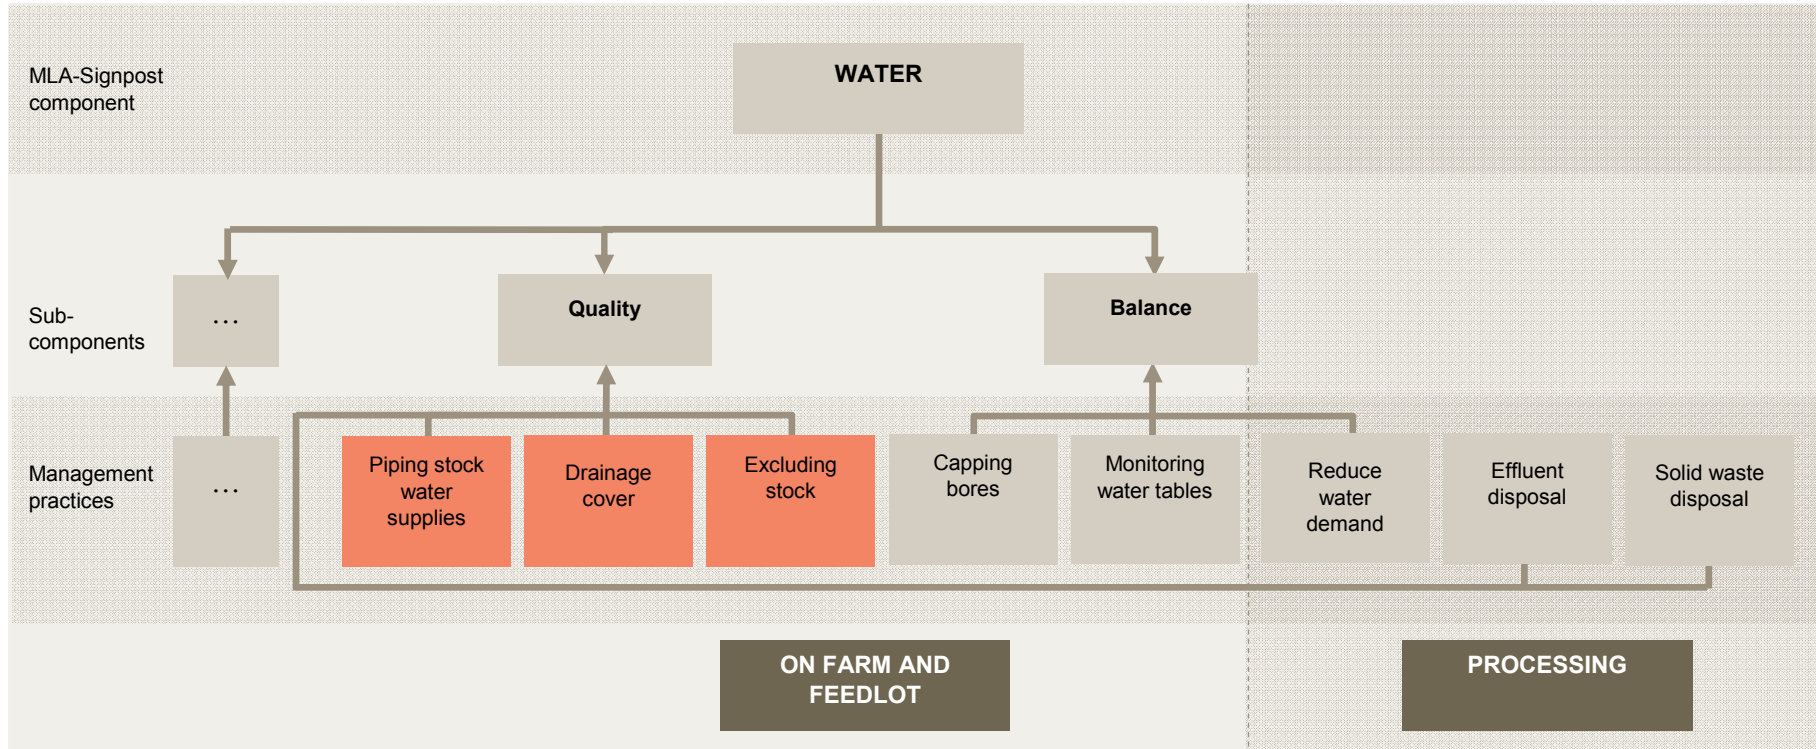 MLA-Signpost
component
WATER
Sub-
components
...
Quality
Balance
Management
practices
...
Piping stock
water
supplies
Drainage
cover
Excluding
stock
Capping
bores
Monitoring
water tables
Reduce
water
demand
Effluent
disposal
Solid waste
disposal
ON FARM AND
FEEDLOT
PROCESSING